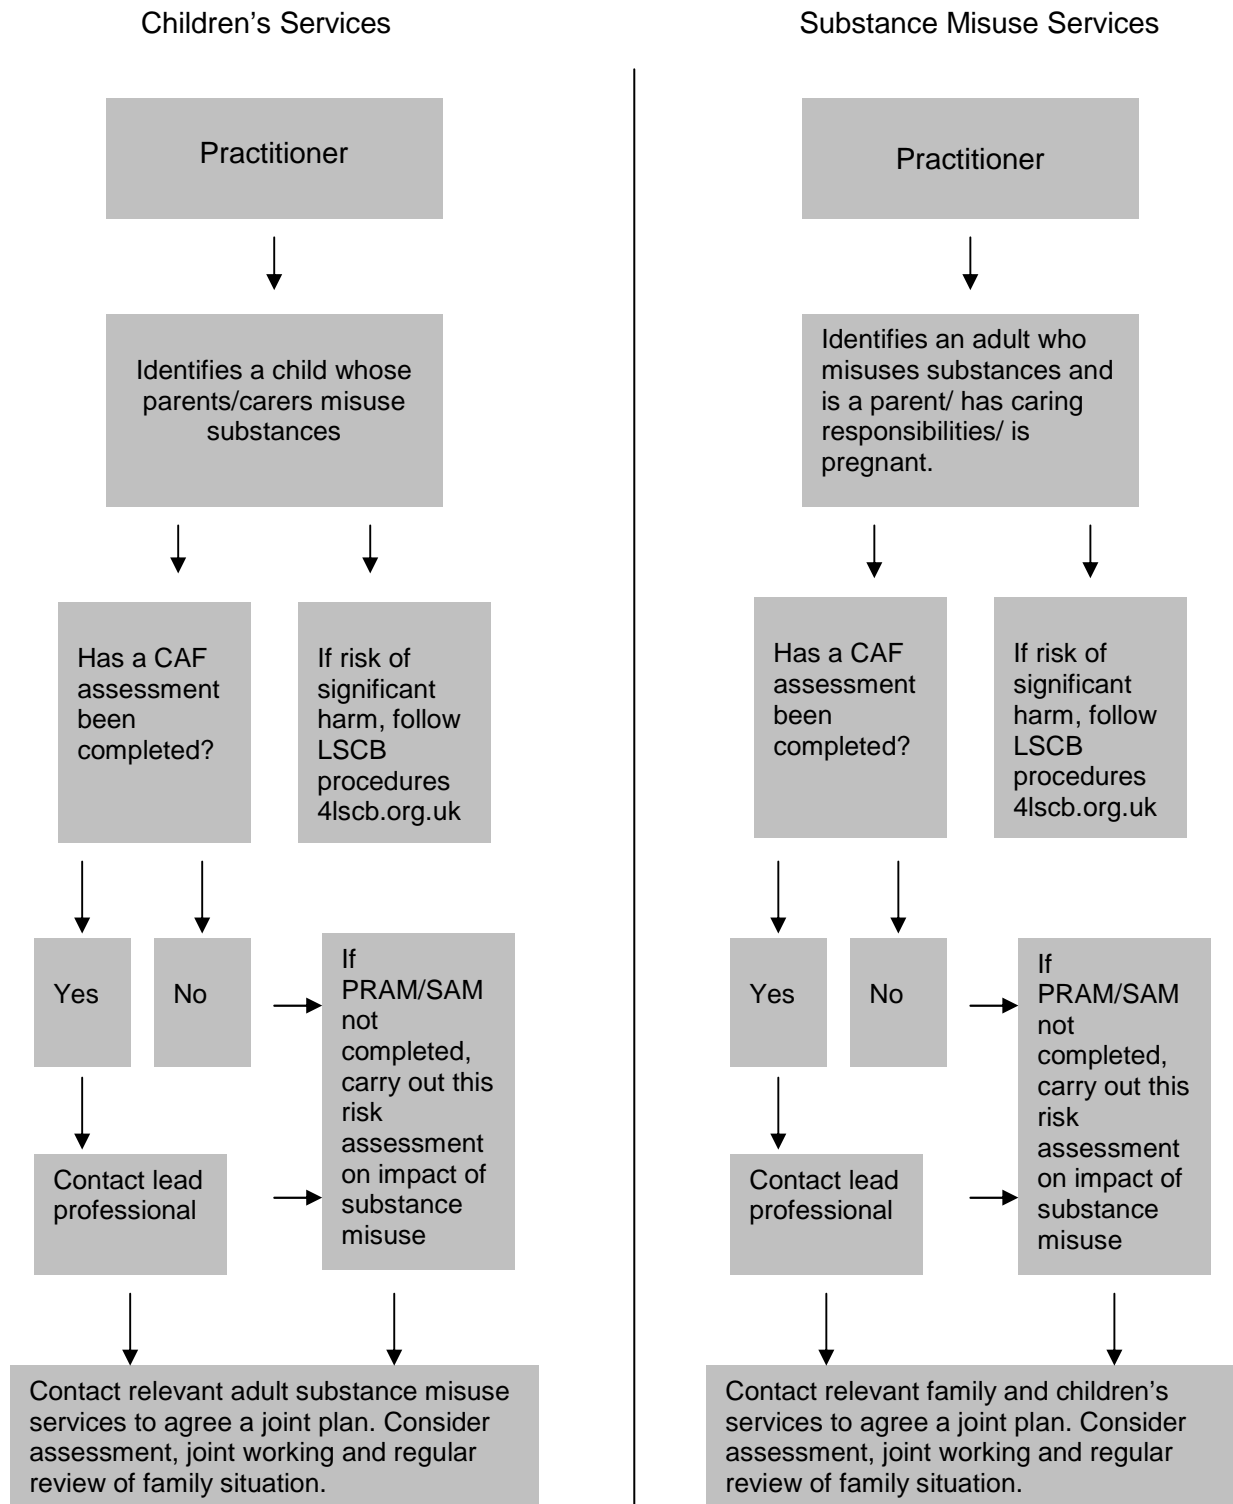 Children's Services
Practitioner
Identifies a child whose
parents/carers misuse
substances
Has a CAF
assessment
been
completed?
If risk of
significant
harm, follow
LSCB
procedures
4lscb.org.uk
Yes
No
If
PRAM/SAM
not
completed,
carry out this
risk
assessment
on impact of
substance
misuse
Contact lead
professional
Contact relevant adult substance misuse
services to agree a joint plan. Consider
assessment, joint working and regular
review of family situation.
Substance Misuse Services
Practitioner
Identifies an adult who
misuses substances and
is a parent/ has caring
responsibilities/ is
pregnant.
Has a CAF
assessment
been
completed?
If risk of
significant
harm, follow
LSCB
procedures
4lscb.org.uk
Yes
No
If
PRAM/SAM
not
completed,
carry out this
risk
assessment
on impact of
substance
misuse
Contact lead
professional
Contact relevant family and children's
services to agree a joint plan. Consider
assessment, joint working and regular
review of family situation.